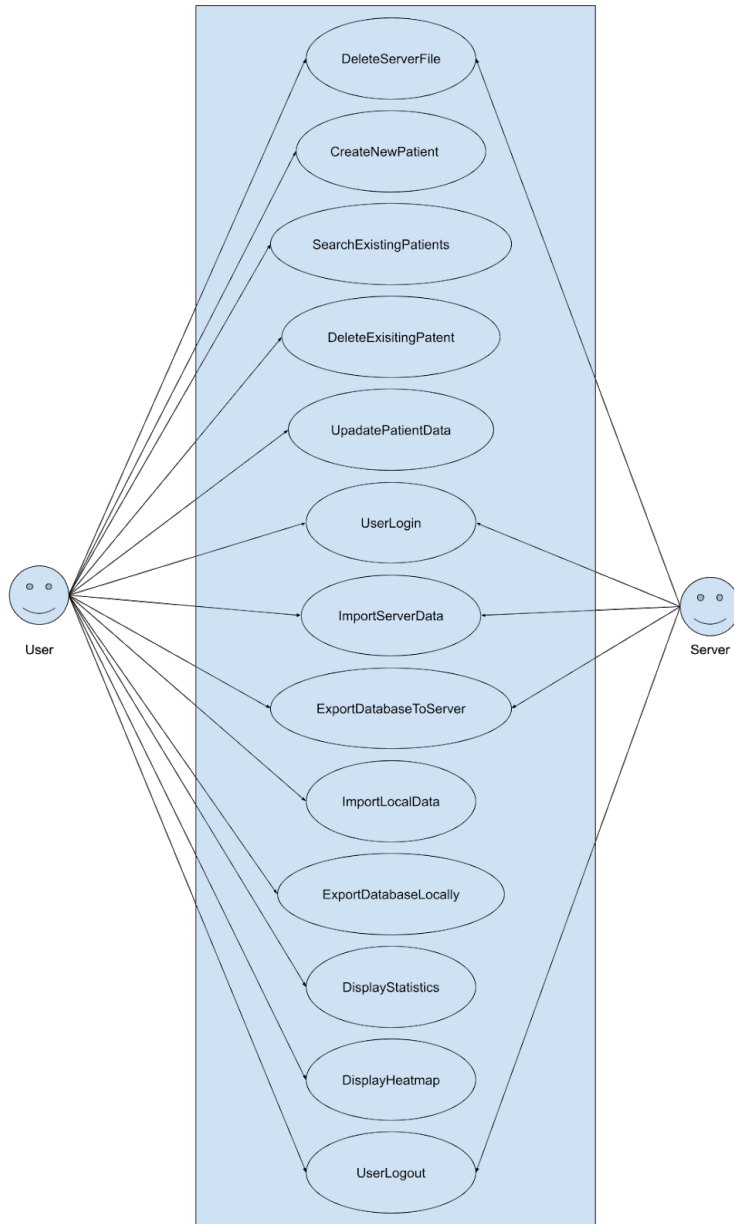 DeleteServerFile
CreateNewPatient
SearchExistingPatients
DeleteExisitingPatent
UpadatePatientData
UserLogin
ImportServerData
User
Server
ExportDatabaseToServer
ImportLocalData
ExportDatabaseLocally
DisplayStatistics
DisplayHeatmap
UserLogout